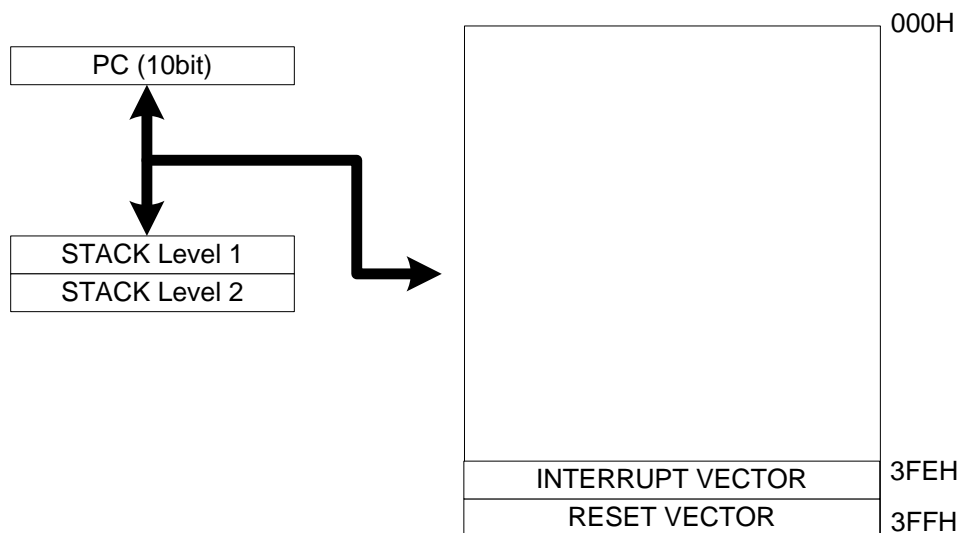 000H
PC (10bit)
STACK Level 1
STACK Level 2
INTERRUPT VECTOR
3FEH
RESET VECTOR
3FFH